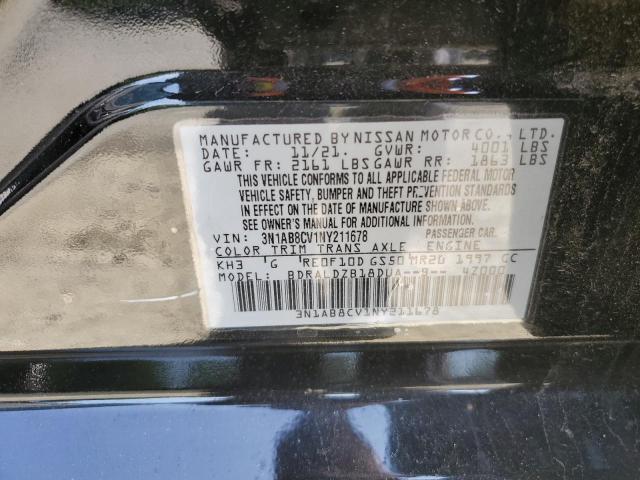 MANUFACTURED BY NISSAN MOTOR CO., LTD.
DATE: 11/21 GVWR: 4001 LBS
GAWR FR: 2161 LBS GAWR RR: 1863 LBS
THIS VEHICLE CONFORMS TO ALL APPLICABLE FEDERAL MOTOR
VEHICLE SAFETY, BUMPER AND THEFT PREVENTION STANDARDS
IN EFFECT ON THE DATE OF MANUFACTURE SHOWN ABOVE.
SEE OWNER'S MANUAL FOR ADDITIONAL INFORMATION.
VIN: 3N1AB8CV1NY211678 PASSENGER CAR.
COLOR TRIM TRANS AXLE ENGINE
KH3 G RE0F10D GS50 MR20 1997 CC
MODEL: BDRALDZB18DUA--9-- 4Z000
3N1AB8CV1NY211678